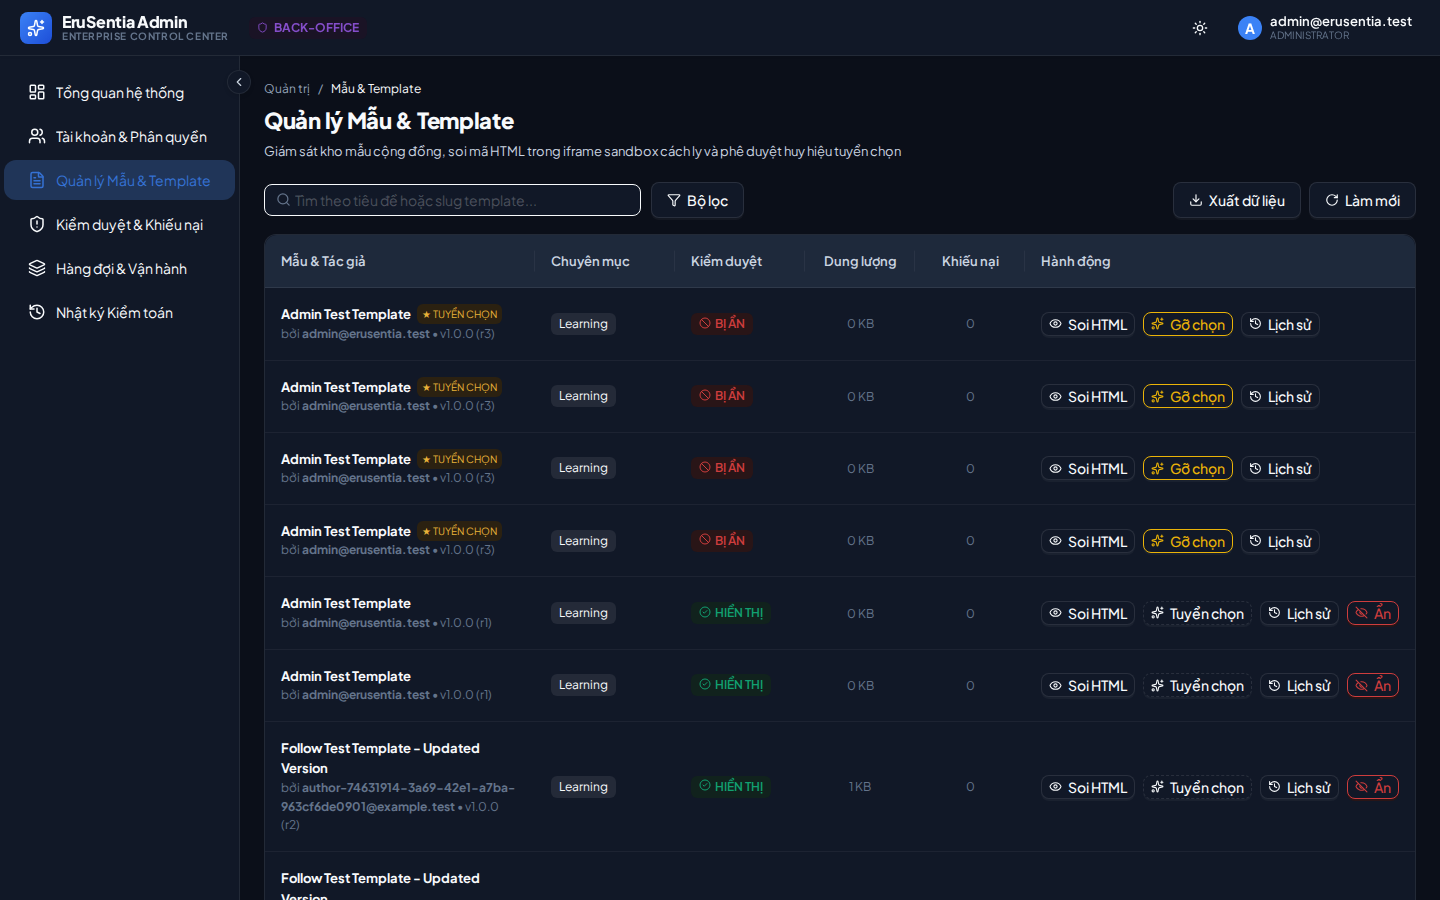 EruSentia Admin
ENTERPRISE CONTROL CENTER
BACK-OFFICE
A
admin@erusentia.test
ADMINISTRATOR
Tổng quan hệ thống
Tài khoản & Phân quyền
Quản lý Mẫu & Template
Kiểm duyệt & Khiếu nại
Hàng đợi & Vận hành
Nhật ký Kiểm toán
Quản trị / Mẫu & Template
Quản lý Mẫu & Template
Giám sát kho mẫu cộng đồng, soi mã HTML trong iframe sandbox cách ly và phê duyệt huy hiệu tuyển chọn
Tìm theo tiêu đề hoặc slug template...
Bộ lọc
Xuất dữ liệu
Làm mới
Mẫu & Tác giả Chuyên mục Kiểm duyệt Dung lượng Khiếu nại Hành động
Admin Test Template ★ TUYỂN CHỌN
bởi admin@erusentia.test • v1.0.0 (r3)
Learning BỊ ẨN 0 KB 0 Soi HTML Gỡ chọn Lịch sử
Admin Test Template ★ TUYỂN CHỌN
bởi admin@erusentia.test • v1.0.0 (r3)
Learning BỊ ẨN 0 KB 0 Soi HTML Gỡ chọn Lịch sử
Admin Test Template ★ TUYỂN CHỌN
bởi admin@erusentia.test • v1.0.0 (r3)
Learning BỊ ẨN 0 KB 0 Soi HTML Gỡ chọn Lịch sử
Admin Test Template ★ TUYỂN CHỌN
bởi admin@erusentia.test • v1.0.0 (r3)
Learning BỊ ẨN 0 KB 0 Soi HTML Gỡ chọn Lịch sử
Admin Test Template
bởi admin@erusentia.test • v1.0.0 (r1)
Learning HIỂN THỊ 0 KB 0 Soi HTML Tuyển chọn Lịch sử Ẩn
Admin Test Template
bởi admin@erusentia.test • v1.0.0 (r1)
Learning HIỂN THỊ 0 KB 0 Soi HTML Tuyển chọn Lịch sử Ẩn
Follow Test Template - Updated
Version
bởi author-74631914-3a69-42e1-a7ba-
963cf6de0901@example.test • v1.0.0
(r2)
Learning HIỂN THỊ 1 KB 0 Soi HTML Tuyển chọn Lịch sử Ẩn
Follow Test Template - Updated
Version